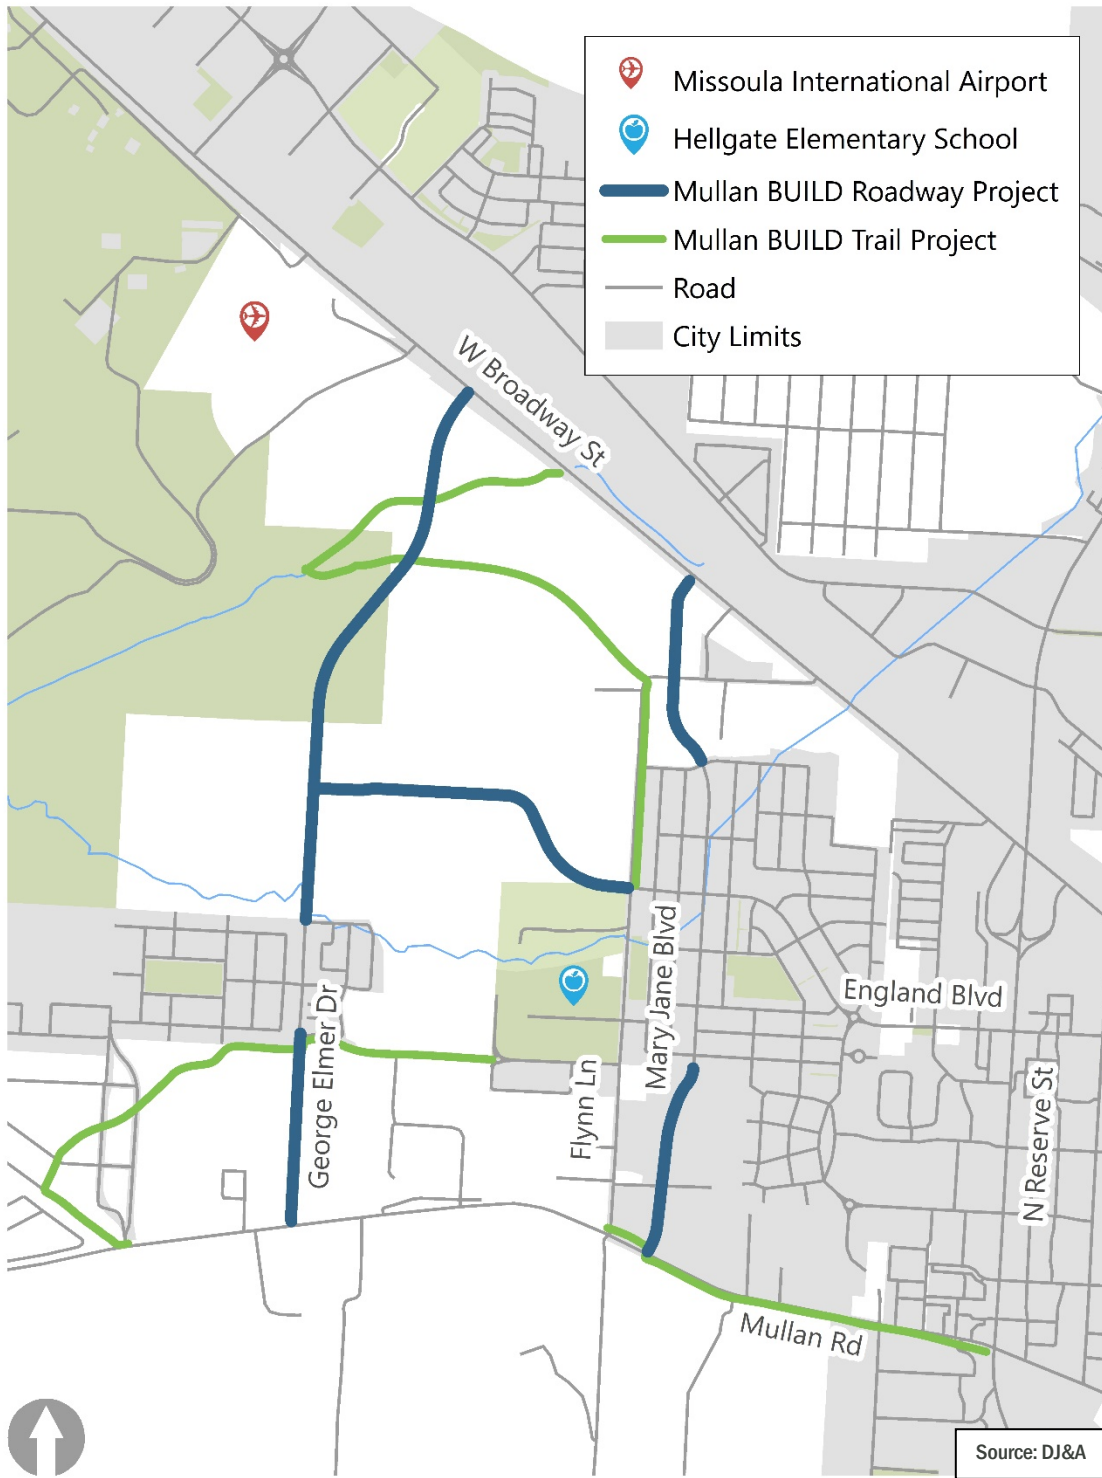 Missoula International Airport
Hellgate Elementary School
Mullan BUILD Roadway Project
Mullan BUILD Trail Project
Road
City Limits
W Broadway St
Mary Jane Blvd
England Blvd
George Elmer Dr
Flynn Ln
N Reserve St
Mullan Rd
Source: DJ&A